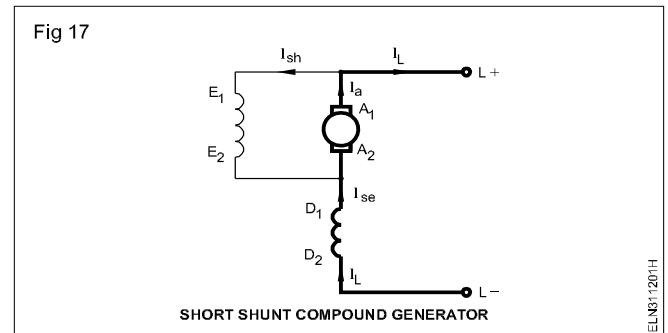 Fig 17
Ish
IL
L +
E1
Ia
A1
E2
A2
Ise
D1
D2
IL
L −
SHORT SHUNT COMPOUND GENERATOR
ELN311201H